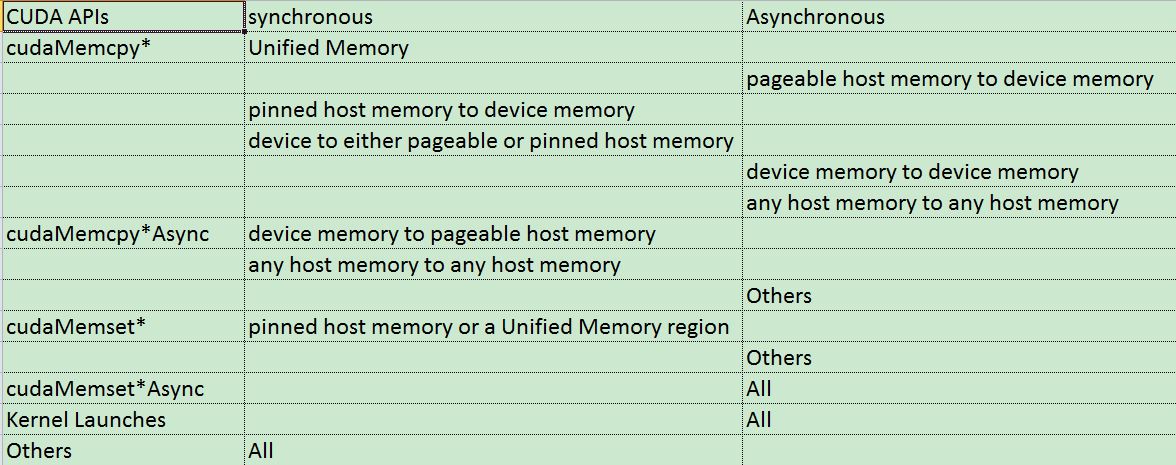 CUDA APIs synchronous Asynchronous
cudaMemcpy* Unified Memory
pageable host memory to device memory
pinned host memory to device memory
device to either pageable or pinned host memory
device memory to device memory
any host memory to any host memory
cudaMemcpy*Async device memory to pageable host memory
any host memory to any host memory
Others
cudaMemset* pinned host memory or a Unified Memory region
Others
cudaMemset*Async All
Kernel Launches All
Others All